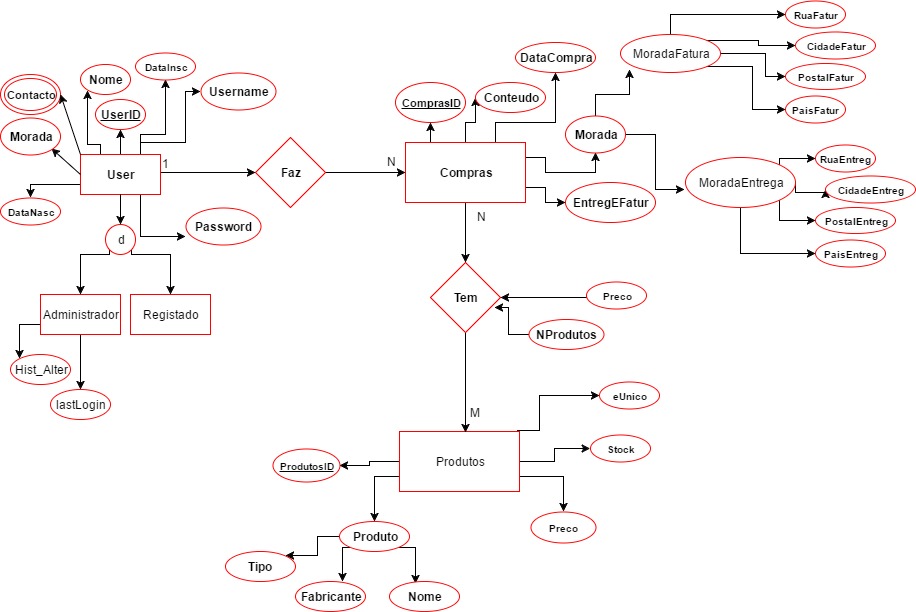 RuaFatur
CidadeFatur
MoradaFatura
PostalFatur
PaisFatur
DataInsc
Nome
Contacto
UserID
Username
Morada
DataCompra
Conteudo
ComprasID
Morada
User
1
Faz
N
Compras
RuaEntreg
MoradaEntrega
CidadeEntreg
PostalEntreg
PaisEntreg
EntregEFatur
DataNasc
Password
d
N
Administrador
Registado
Tem
Preco
NProdutos
Hist_Alter
lastLogin
M
eUnico
Produtos
Stock
ProdutosID
Preco
Produto
Tipo
Fabricante
Nome